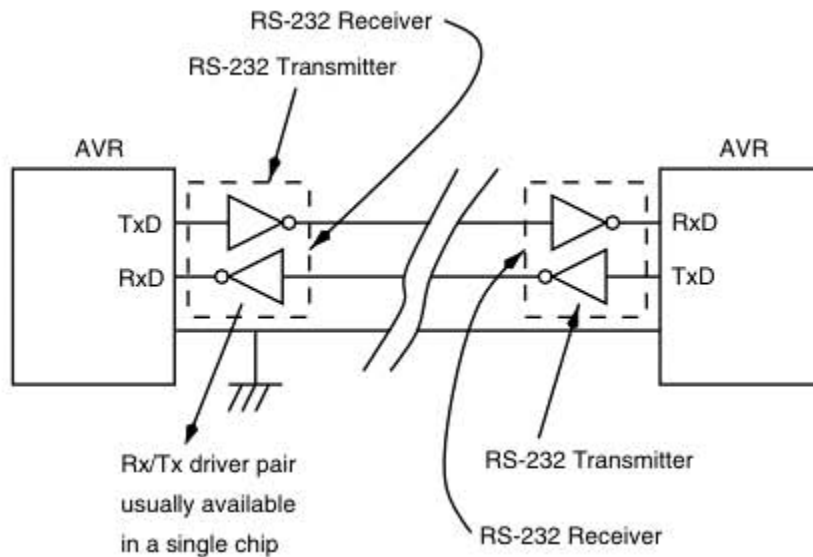 RS-232 Receiver
RS-232 Transmitter
AVR
AVR
TxD
RxD
RxD
TxD
Rx/Tx driver pair
usually available
in a single chip
RS-232 Transmitter
RS-232 Receiver